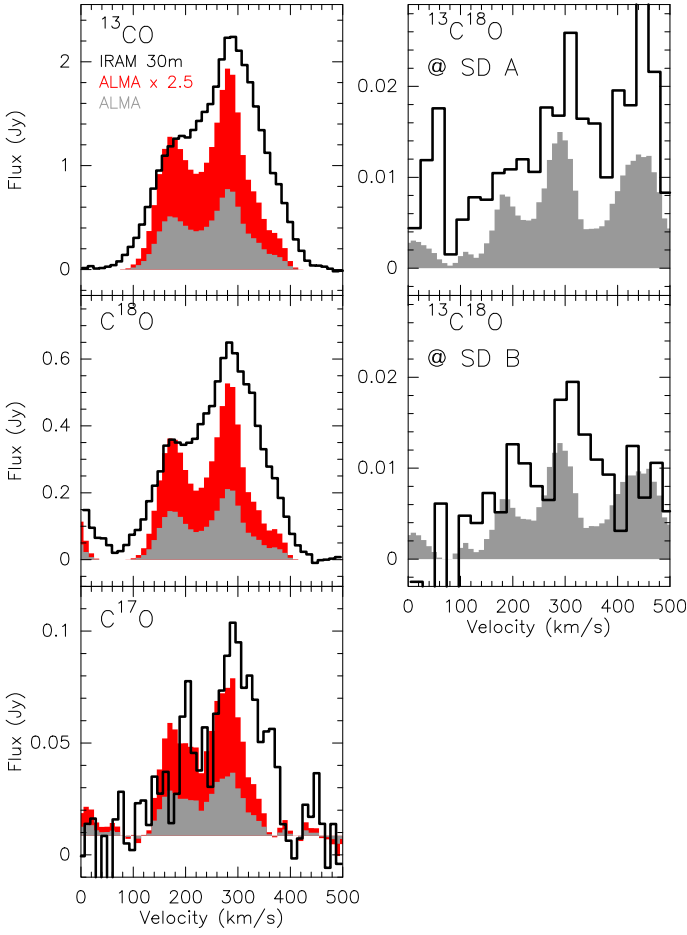 ¹³CO
IRAM 30m
ALMA x 2.5
ALMA
Flux (Jy)
2
1
0
¹³C¹⁸O
@ SD A
0.02
0.01
0
C¹⁸O
Flux (Jy)
0.6
0.4
0.2
0
¹³C¹⁸O
@ SD B
0.02
0.01
0
0 100 200 300 400 500
Velocity (km/s)
C¹⁷O
Flux (Jy)
0.1
0.05
0
0 100 200 300 400 500
Velocity (km/s)